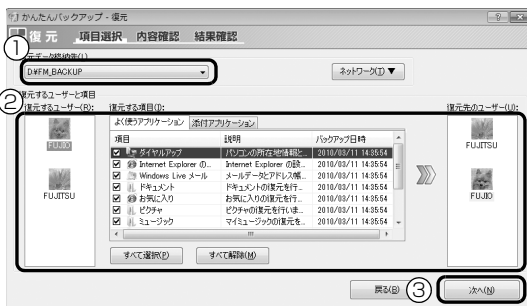 かんたんバックアップ - 復元
復元 項目選択 内容確認 結果確認
①
復元データ格納先(L)
D:¥FM_BACKUP
ネットワーク(T) ▼
復元するユーザーと項目
②
復元するユーザー(R):
復元する項目(I):
復元先のユーザー(U):
よく使うアプリケーション 添付アプリケーション
項目 説明 バックアップ日時
ダイヤルアップ パソコンの所在地情報と... 2010/03/11 14:35:54
Internet Explorer の... Internet Explorer の設... 2010/03/11 14:35:54
Windows Live メール メールデータとアドレス帳... 2010/03/11 14:35:54
ドキュメント ドキュメントの復元を行... 2010/03/11 14:35:54
お気に入り お気に入りの復元を行... 2010/03/11 14:35:54
ピクチャ ピクチャの復元を行いま... 2010/03/11 14:35:54
ミュージック マイミュージックの復元を... 2010/03/11 14:35:54
FUJIO
FUJITSU
FUJITSU
FUJIO
すべて選択(P) すべて解除(M)
戻る(B) ③ 次へ(N)